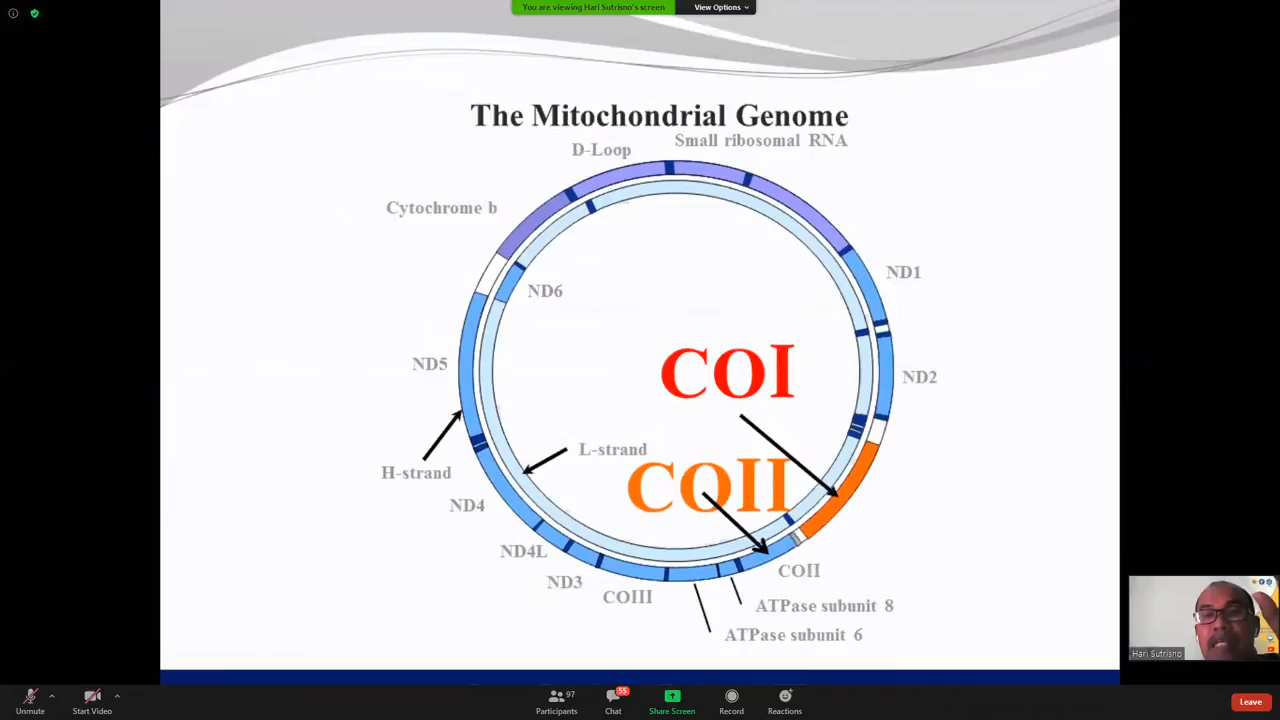 You are viewing Hari Sutrisno's screen
View Options
The Mitochondrial Genome
D-Loop
Small ribosomal RNA
Cytochrome b
ND1
ND6
ND5
COI
ND2
L-strand
H-strand
COII
ND4
ND4L
COII
ND3
COIII
ATPase subunit 8
ATPase subunit 6
Hari Sutrisno
Unmute
Start Video
97
Participants
55
Chat
Share Screen
Record
Reactions
Leave